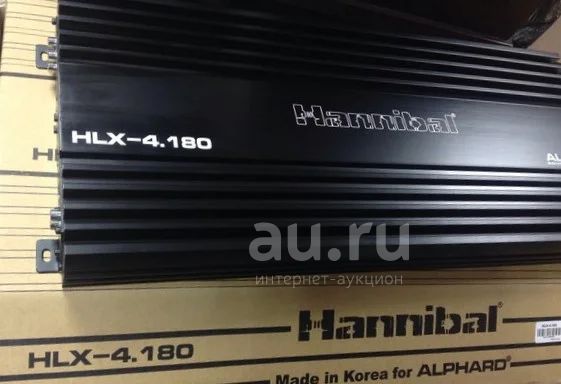 Hannibal
HLX-4.180
AL
au.ru
интернет-аукцион
Hannibal
HLX-4.180
Made in Korea for ALPHARD